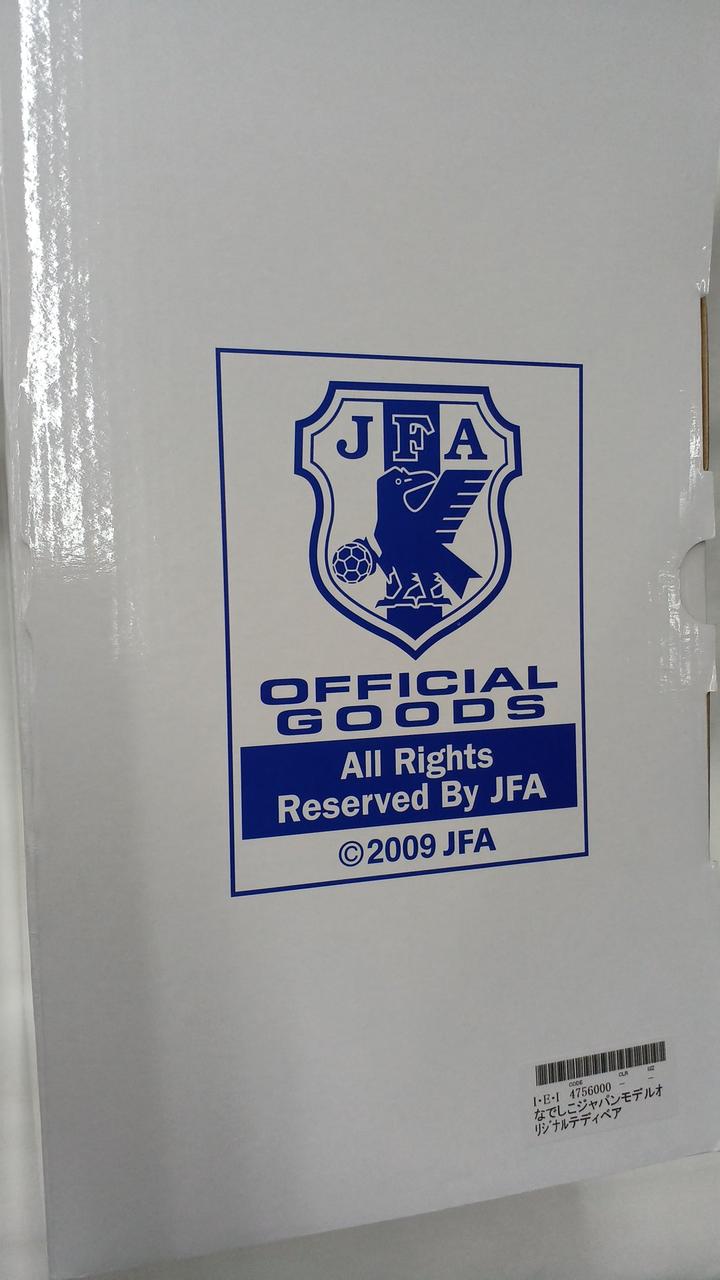 JFA
OFFICIAL
GOODS
All Rights
Reserved By JFA
©2009 JFA
CODE CLR SIZ
I・E・I 4756000 - -
なでしこジャパンモデルオ
リジナルテディベア